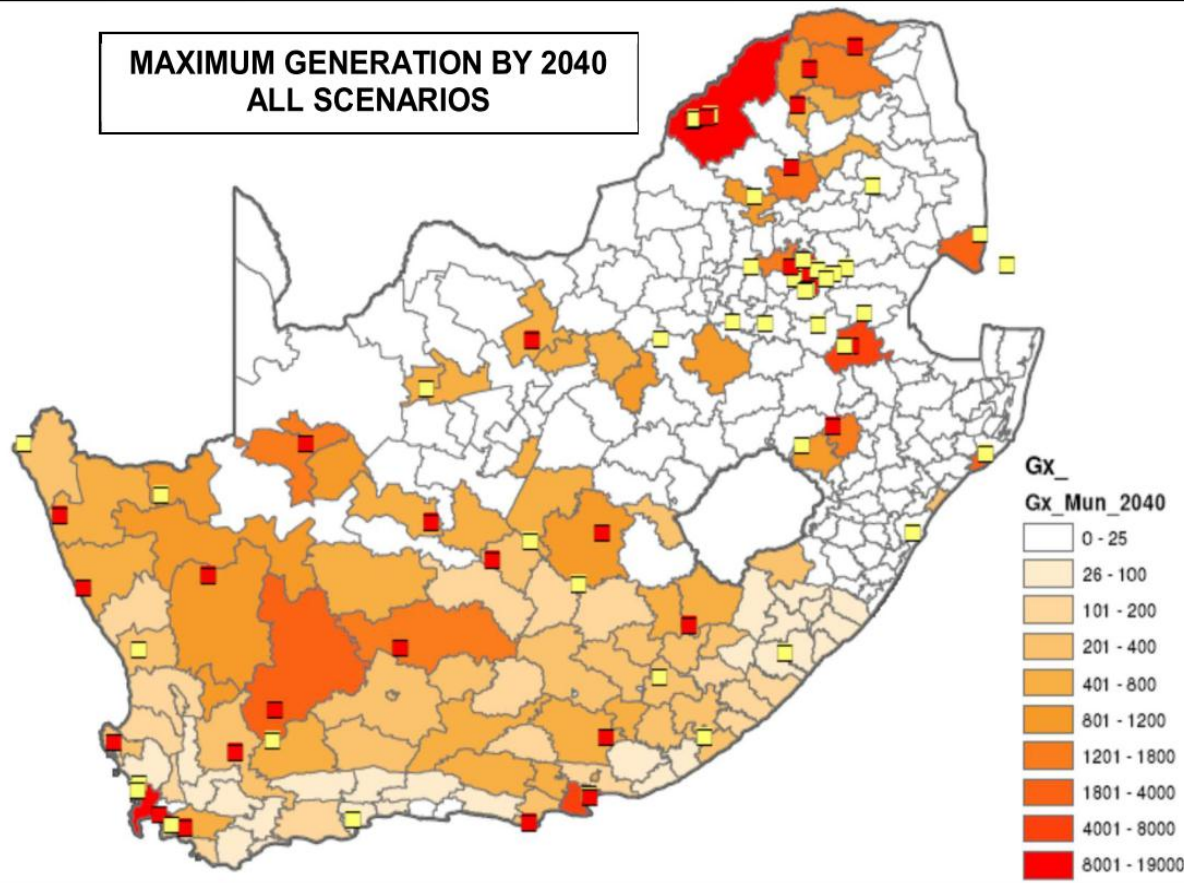 MAXIMUM GENERATION BY 2040
ALL SCENARIOS
Gx_
Gx_Mun_2040
0 - 25
26 - 100
101 - 200
201 - 400
401 - 800
801 - 1200
1201 - 1800
1801 - 4000
4001 - 8000
8001 - 19000